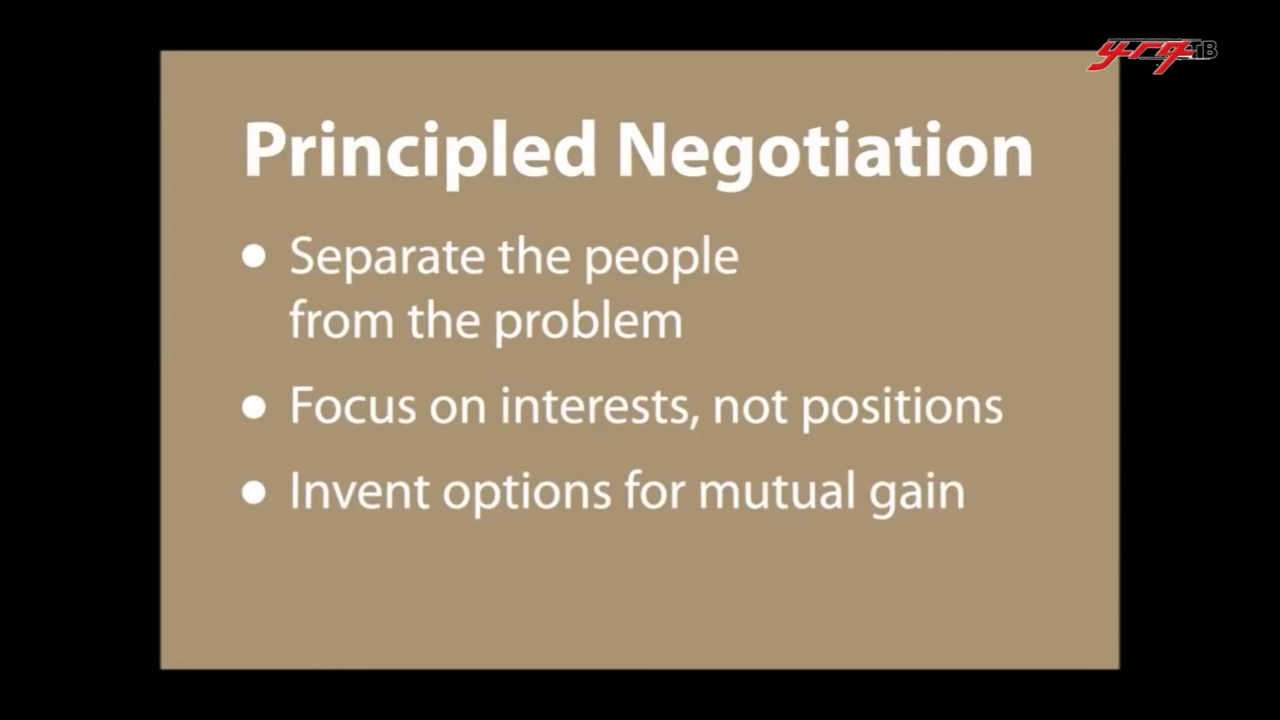 Principled Negotiation
● Separate the people
from the problem
● Focus on interests, not positions
● Invent options for mutual gain